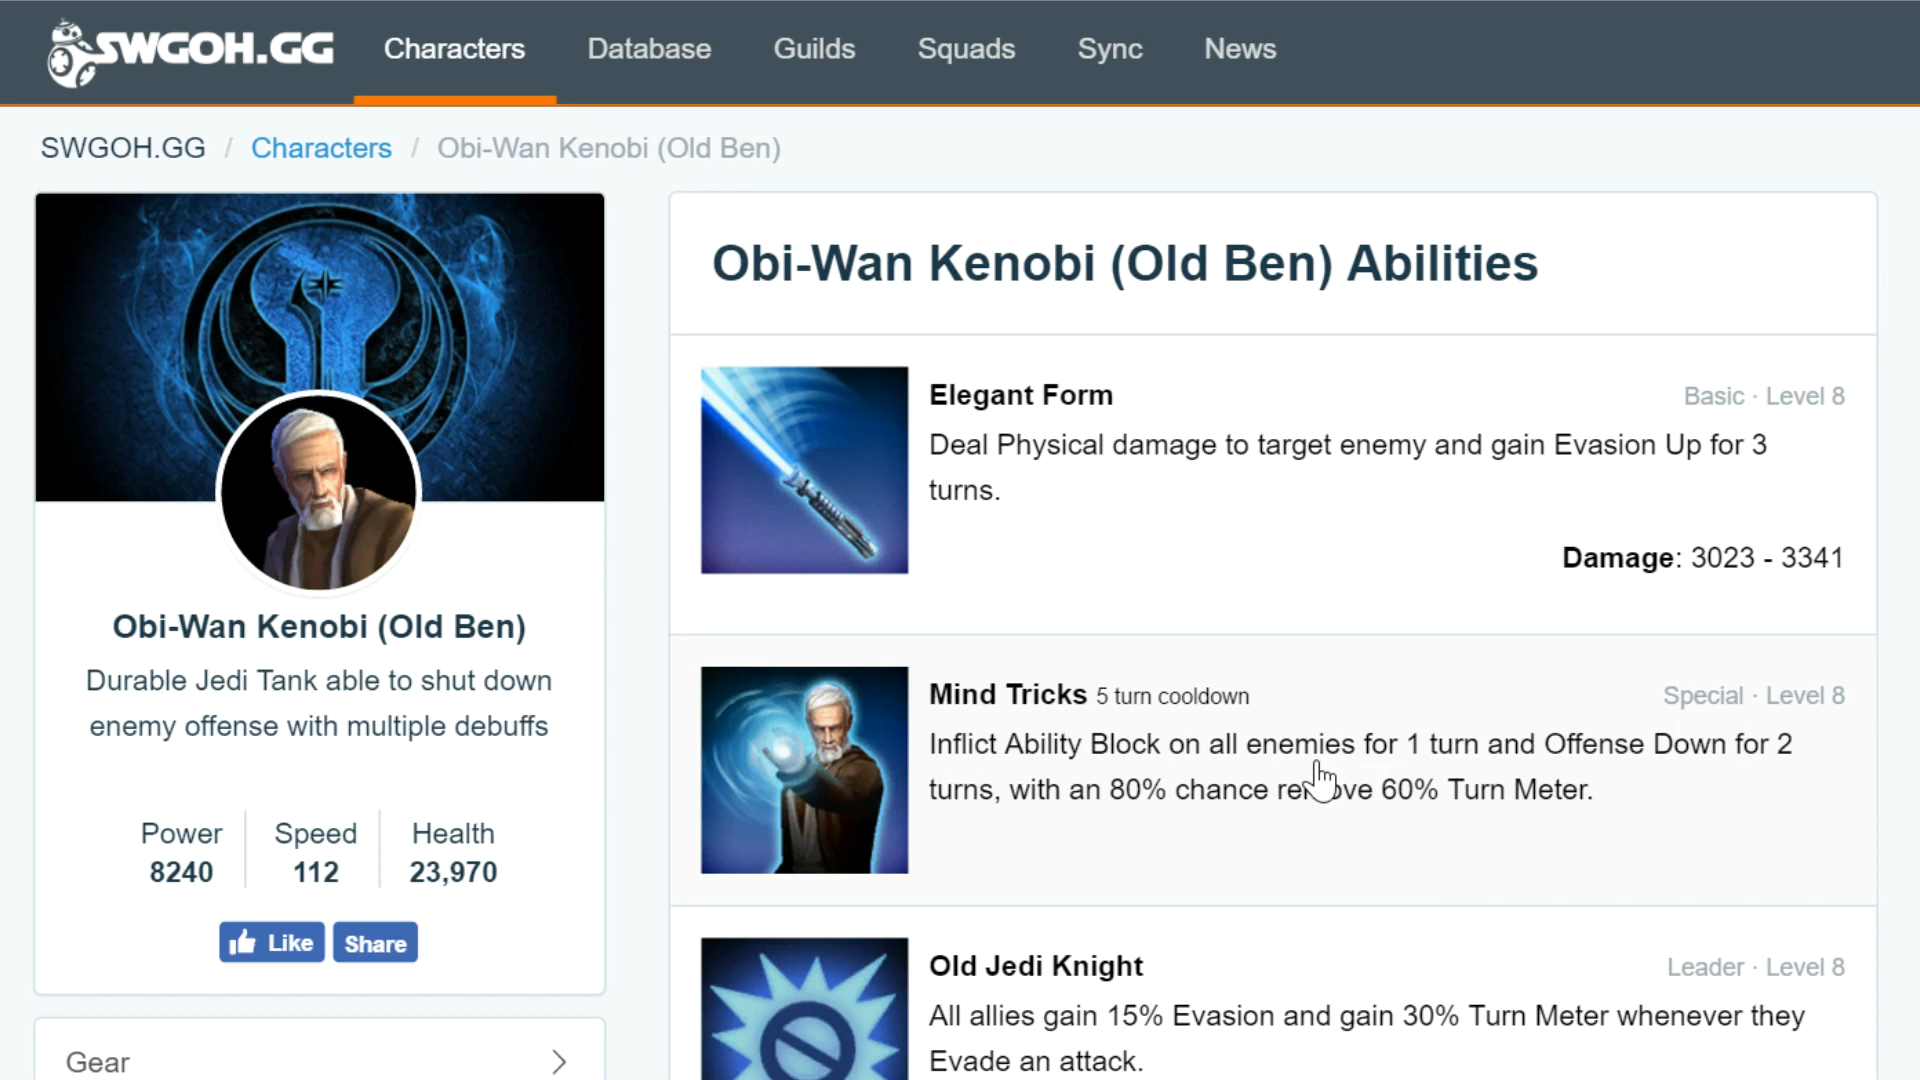 SWGOH.GG
Characters
Database
Guilds
Squads
Sync
News
SWGOH.GG / Characters / Obi-Wan Kenobi (Old Ben)
Obi-Wan Kenobi (Old Ben)
Durable Jedi Tank able to shut down
enemy offense with multiple debuffs
Power Speed Health
8240 112 23,970
Like Share
Gear
Obi-Wan Kenobi (Old Ben) Abilities
Elegant Form Basic · Level 8
Deal Physical damage to target enemy and gain Evasion Up for 3
turns.
Damage: 3023 - 3341
Mind Tricks 5 turn cooldown Special · Level 8
Inflict Ability Block on all enemies for 1 turn and Offense Down for 2
turns, with an 80% chance remove 60% Turn Meter.
Old Jedi Knight Leader · Level 8
All allies gain 15% Evasion and gain 30% Turn Meter whenever they
Evade an attack.